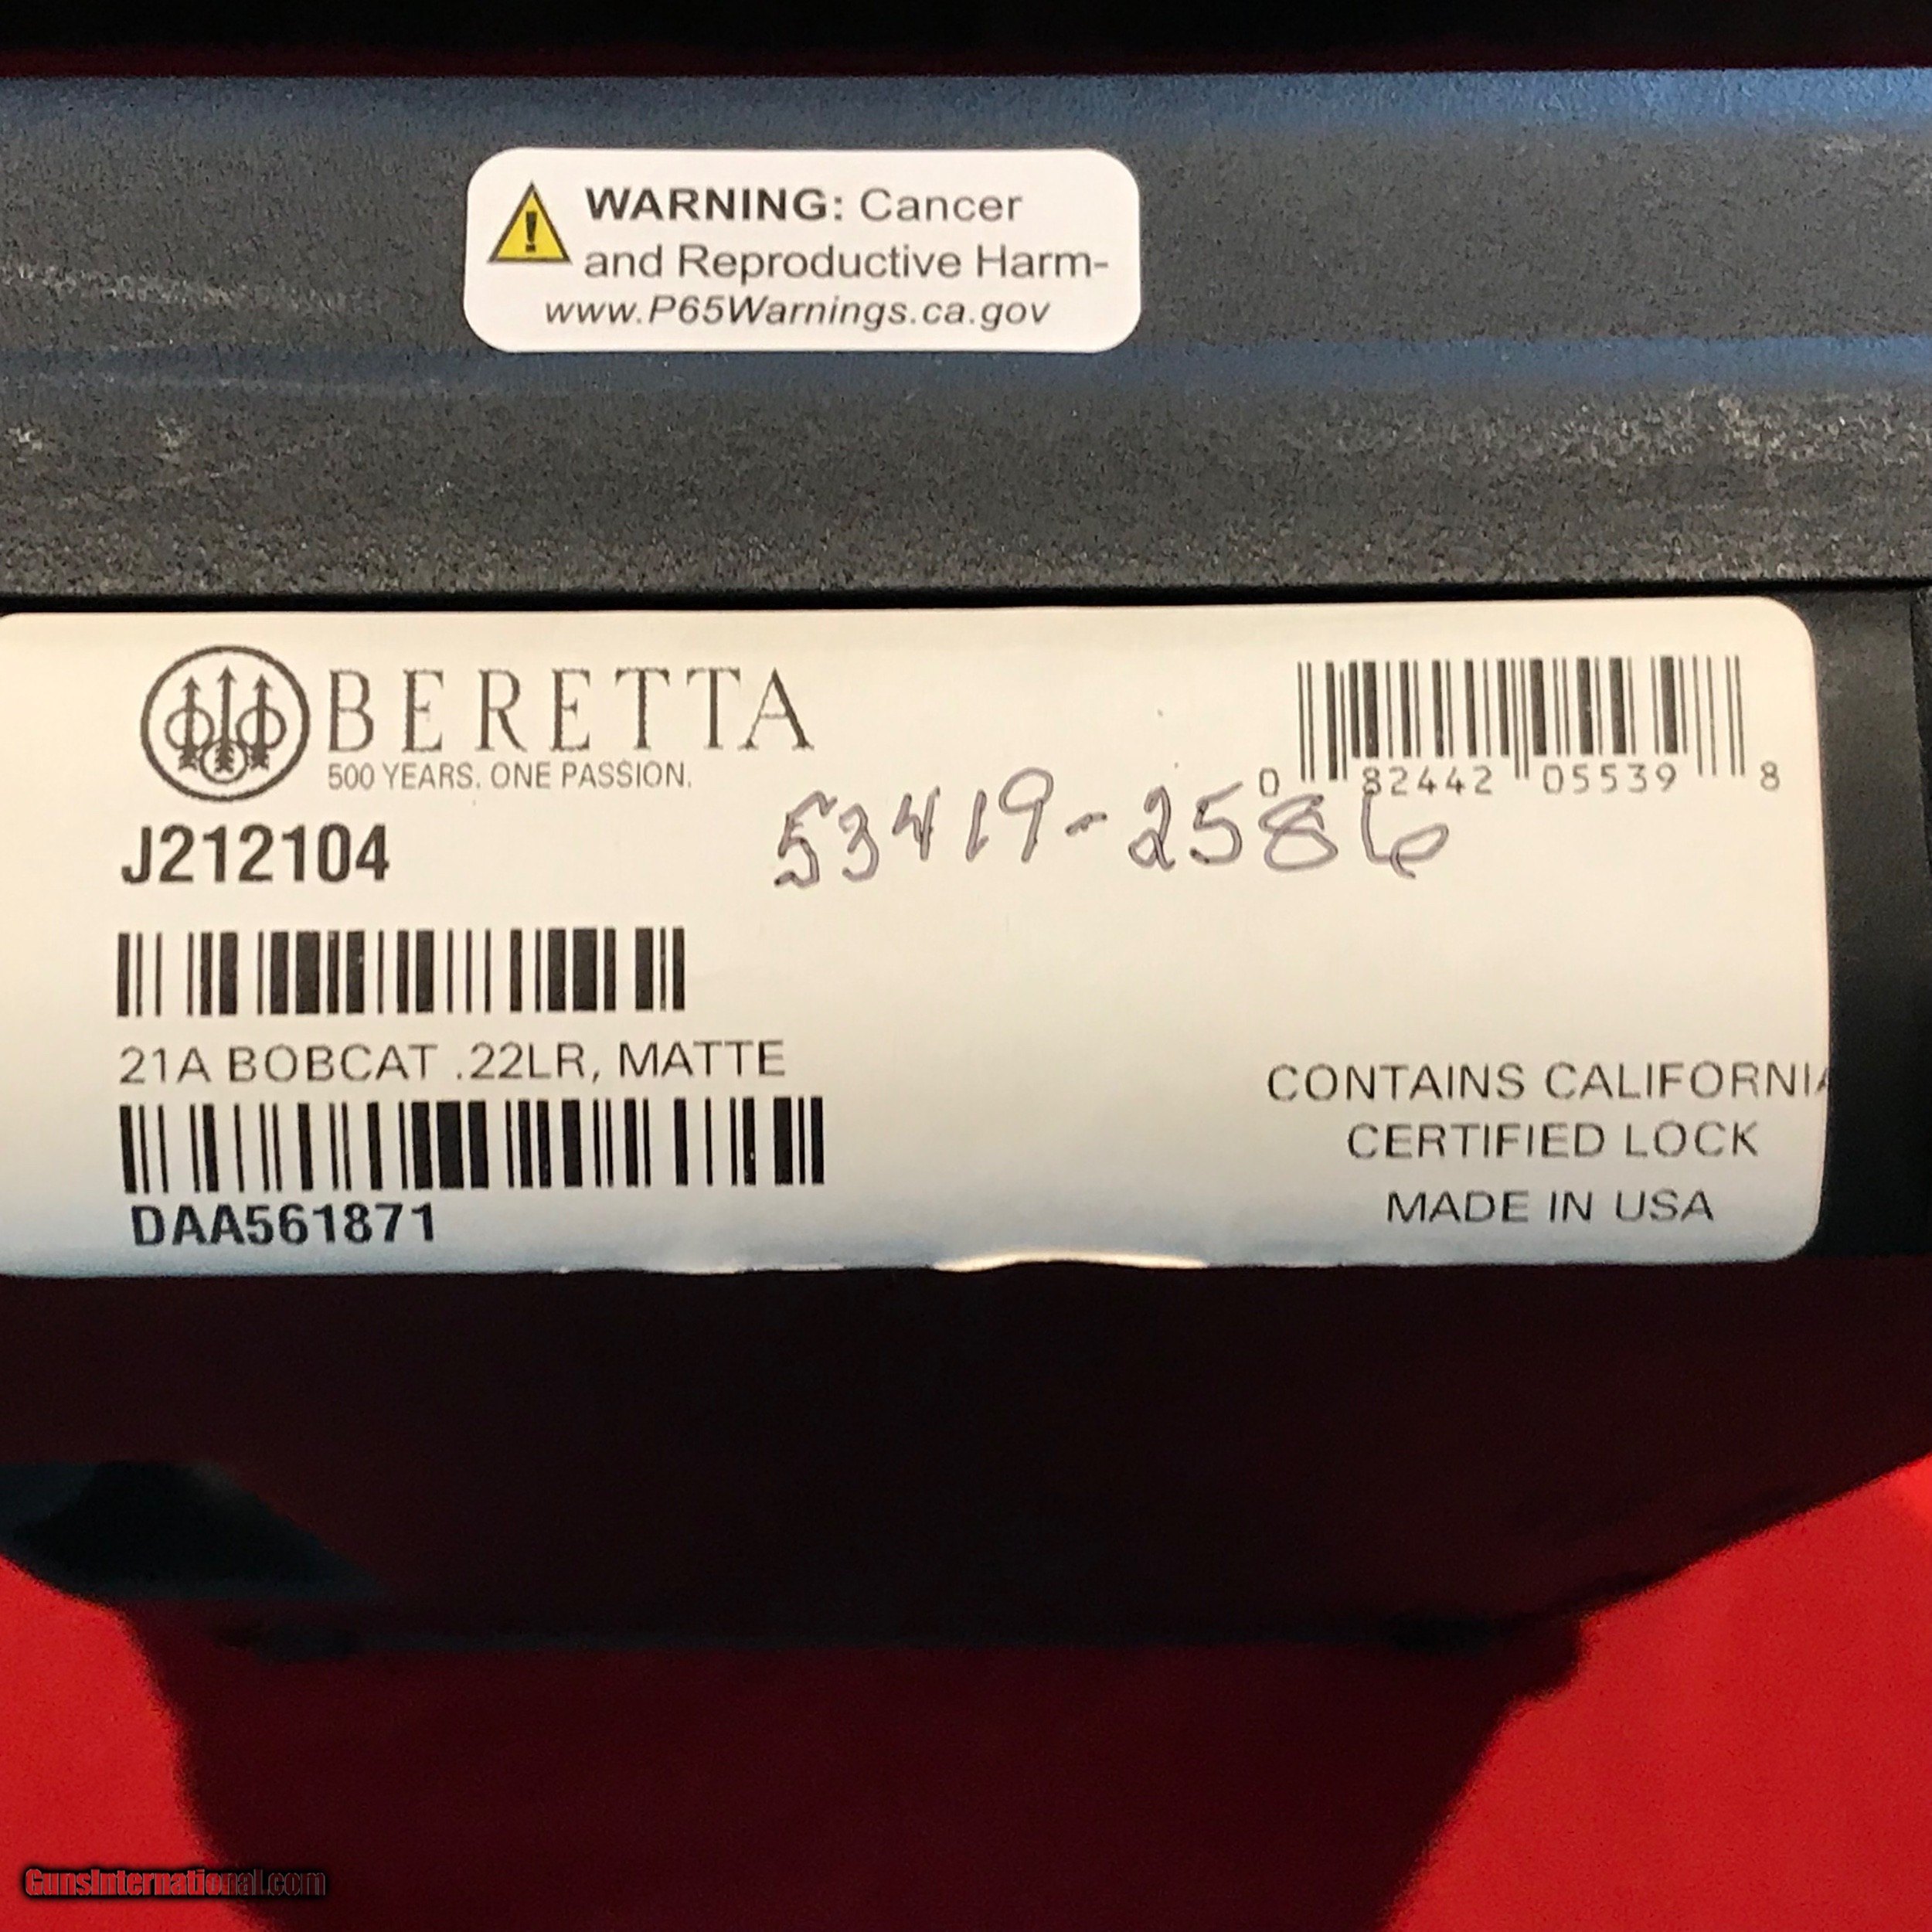 WARNING: Cancer
and Reproductive Harm-
www.P65Warnings.ca.gov
BERETTA
500 YEARS. ONE PASSION.
0 82442 05539 8
J212104
53419-2586
21A BOBCAT .22LR, MATTE
DAA561871
CONTAINS CALIFORNIA
CERTIFIED LOCK
MADE IN USA
GunsInternational.com